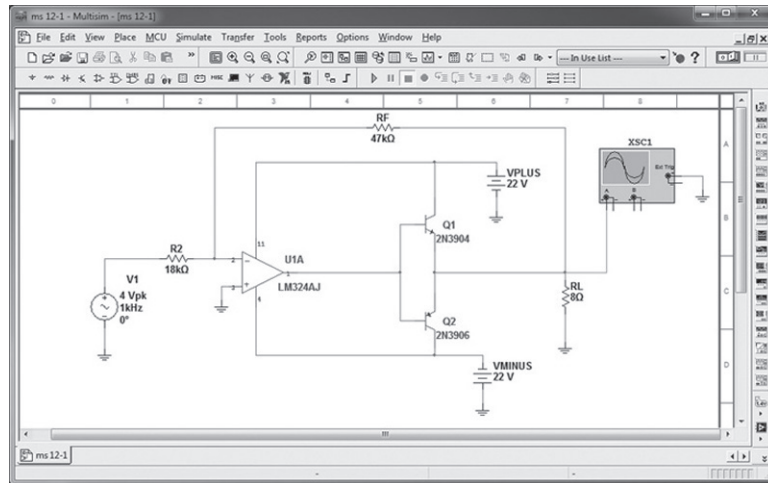 ms 12-1 - Multisim - [ms 12-1]
File Edit View Place MCU Simulate Transfer Tools Reports Options Window Help
--- In Use List ---
0 1 2 3 4 5 6 7 8
RF
47kΩ
XSC1
Ext Trig
A B
VPLUS
22 V
Q1
2N3904
R2
18kΩ
11
U1A
2
1
3
LM324AJ
4
V1
4 Vpk
1kHz
0°
RL
8Ω
Q2
2N3906
VMINUS
22 V
A
B
C
D
ms 12-1